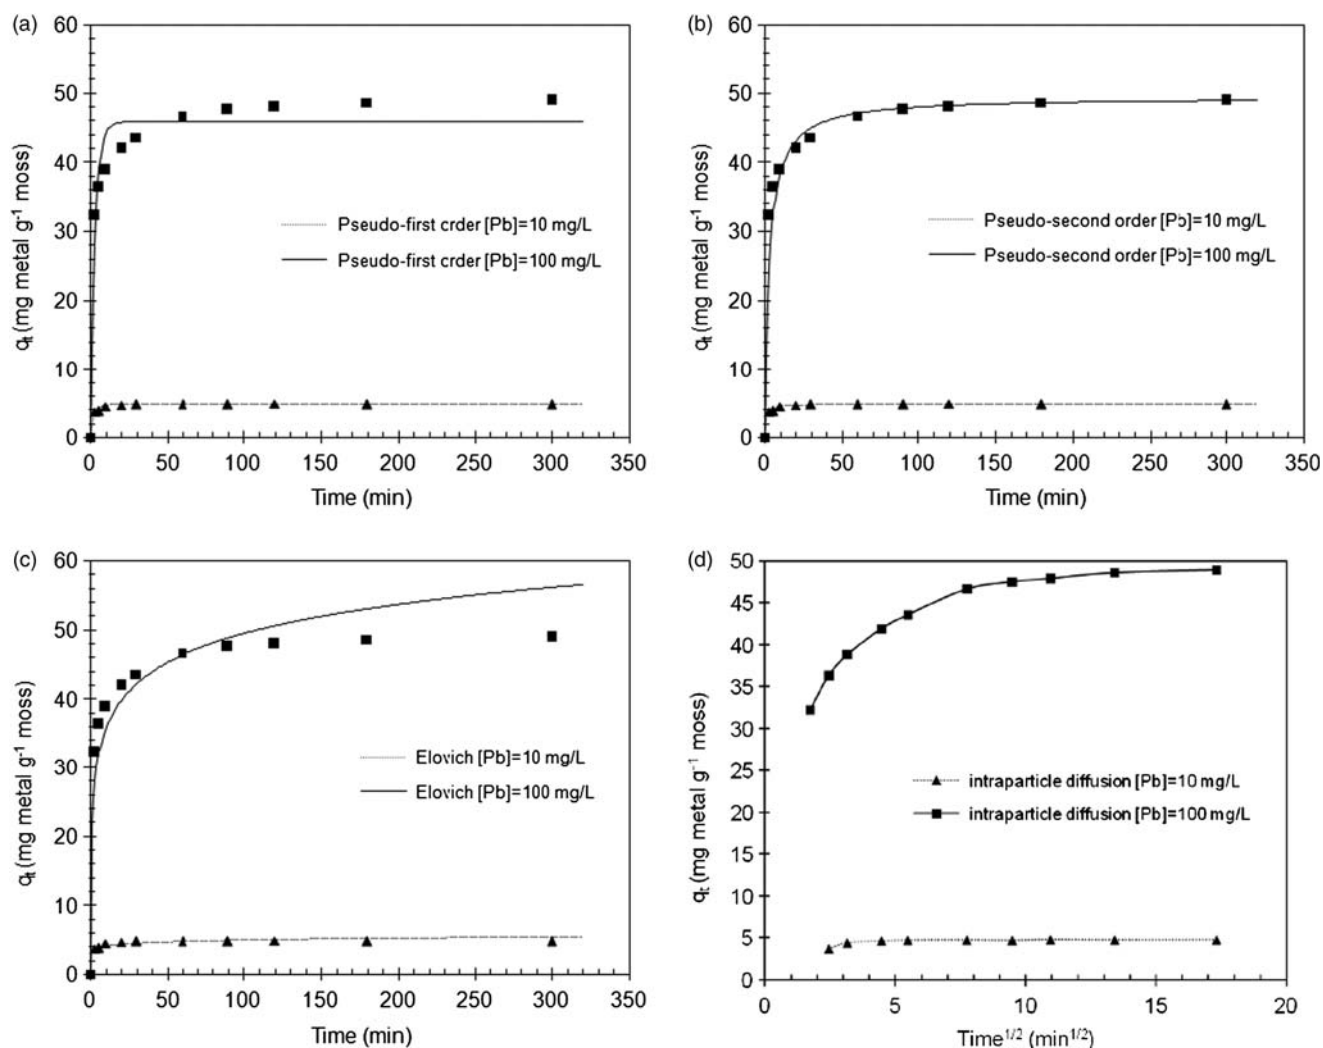 (a)
60
50
40
30
20
10
0
qt (mg metal g-1 moss)
Pseudo-first crder [Pb]=10 mg/L
Pseudo-first crder [Pb]=100 mg/L
0 50 100 150 200 250 300 350
Time (min)
(b)
60
50
40
30
20
10
0
qt (mg metal g-1 moss)
Pseudo-second order [Pb]=10 mg/L
Pseudo-second order [Pb]=100 mg/L
0 50 100 150 200 250 300 350
Time (min)
(c)
60
50
40
30
20
10
0
qt (mg metal g-1 moss)
Elovich [Pb]=10 mg/L
Elovich [Pb]=100 mg/L
0 50 100 150 200 250 300 350
Time (min)
(d)
50
45
40
35
30
25
20
15
10
5
0
qt (mg metal g-1 moss)
intraparticle diffusion [Pb]=10 mg/L
intraparticle diffusion [Pb]=100 mg/L
0 5 10 15 20
Time1/2 (min1/2)